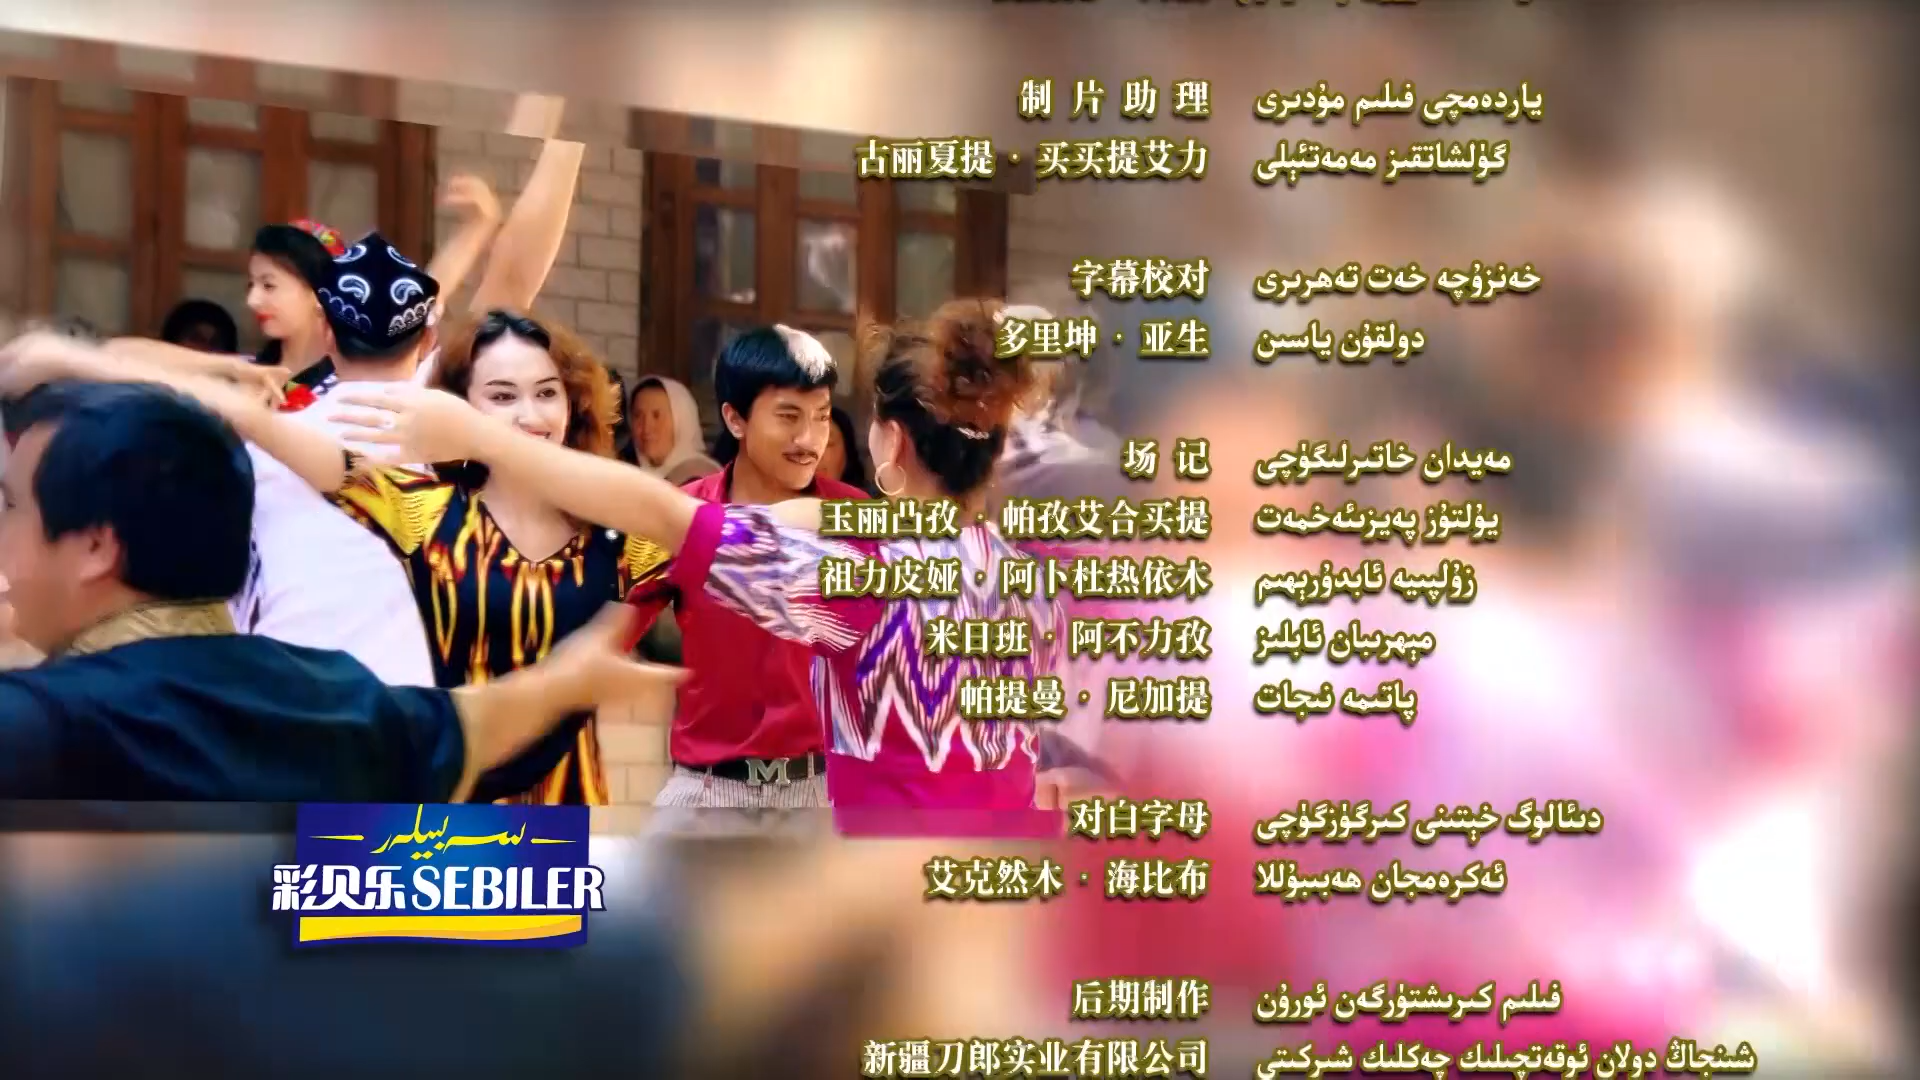 制片助理 ياردەمچى فىلىم مۇدىرى
古丽夏提·买买提艾力 گۈلشاتقىز مەمەتئېلى
字幕校对 خەنزۇچە خەت تەھرىرى
多里坤·亚生 دولقۇن ياسىن
场记 مەيدان خاتىرلىگۈچى
玉丽凸孜·帕孜艾合买提 يۇلتۇز پەيزىئەخمەت
祖力皮娅·阿卜杜热依木 زۇلپىيە ئابدۇرېھىم
米日班·阿不力孜 مېھرىبان ئابلىز
帕提曼·尼加提 پاتىمە نىجات
对白字母 دىئالوگ خېتىنى كىرگۈزگۈچى
艾克然木·海比布 ئەكرەمجان ھەبىبۇللا
后期制作 فىلىم كىرىشتۈرگەن ئورۇن
新疆刀郎实业有限公司 شىنجاڭ دولان ئوقەتچىلىك چەكلىك شىركىتى
سەبىيلەر
彩贝乐SEBILER
M